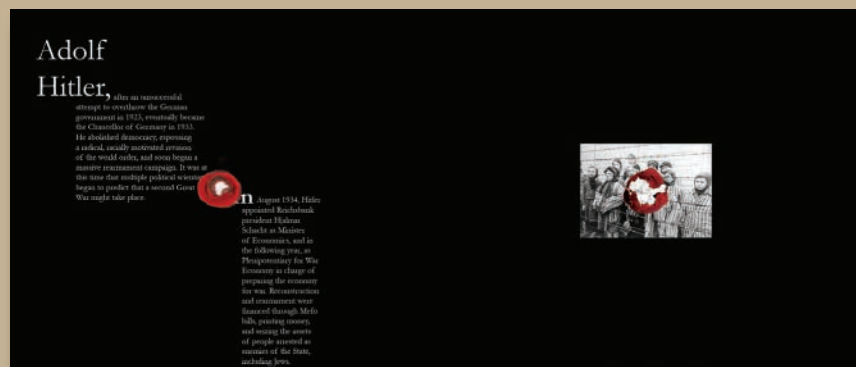 Adolf
Hitler, after an unsuccessful
attempt to overthrow the German
government in 1923, eventually became
the Chancellor of Germany in 1933.
He abolished democracy, espousing
a radical, racially motivated revision
of the world order, and soon began a
massive rearmament campaign. It was at
this time that multiple political
began to predict that a second Great
War might take place.
In August 1934, Hitler
appointed Reichsbank
president Hjalmar
Schacht as Minister
of Economics, and in
the following year, as
Plenipotentiary for War
Economy in charge of
preparing the economy
for war. Reconstruction
and rearmament were
financed through Mefo
bills, printing money,
and seizing the assets
of people arrested as
enemies of the State,
including Jews.